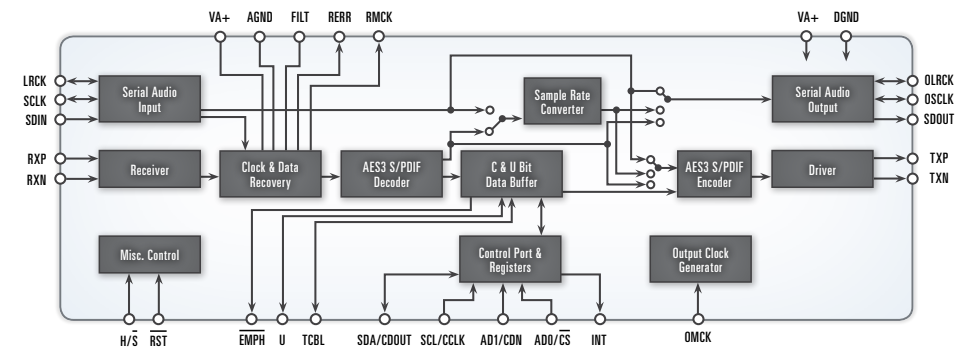 VA+ AGND FILT RERR RMCK VA+ DGND
LRCK
SCLK
SDIN
Serial Audio
Input
Sample Rate
Converter
Serial Audio
Output
OLRCK
OSCLK
SDOUT
RXP
RXN
Receiver
Clock & Data
Recovery
AES3 S/PDIF
Decoder
C & U Bit
Data Buffer
AES3 S/PDIF
Encoder
Driver
TXP
TXN
Misc. Control
Control Port &
Registers
Output Clock
Generator
H/S̅ R̅S̅T̅ E̅M̅P̅H̅ U TCBL SDA/CDOUT SCL/CCLK AD1/CDN AD0/C̅S̅ INT OMCK